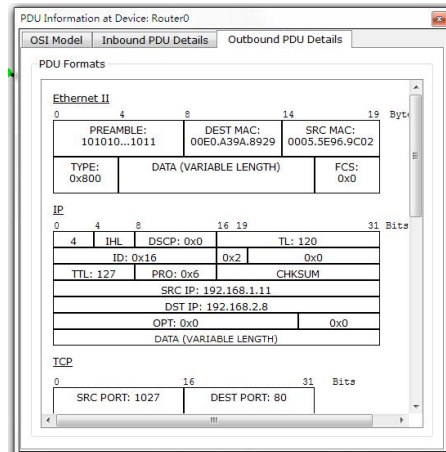 PDU Information at Device: Router0
OSI Model Inbound PDU Details Outbound PDU Details
PDU Formats
Ethernet II
0 4 8 14 19 Byt
PREAMBLE: 101010...1011 DEST MAC: 00E0.A39A.8929 SRC MAC: 0005.5E96.9C02
TYPE: 0x800 DATA (VARIABLE LENGTH) FCS: 0x0
IP
0 4 8 16 19 31 Bits
4 IHL DSCP: 0x0 TL: 120
ID: 0x16 0x2 0x0
TTL: 127 PRO: 0x6 CHKSUM
SRC IP: 192.168.1.11
DST IP: 192.168.2.8
OPT: 0x0 0x0
DATA (VARIABLE LENGTH)
TCP
0 16 31 Bits
SRC PORT: 1027 DEST PORT: 80